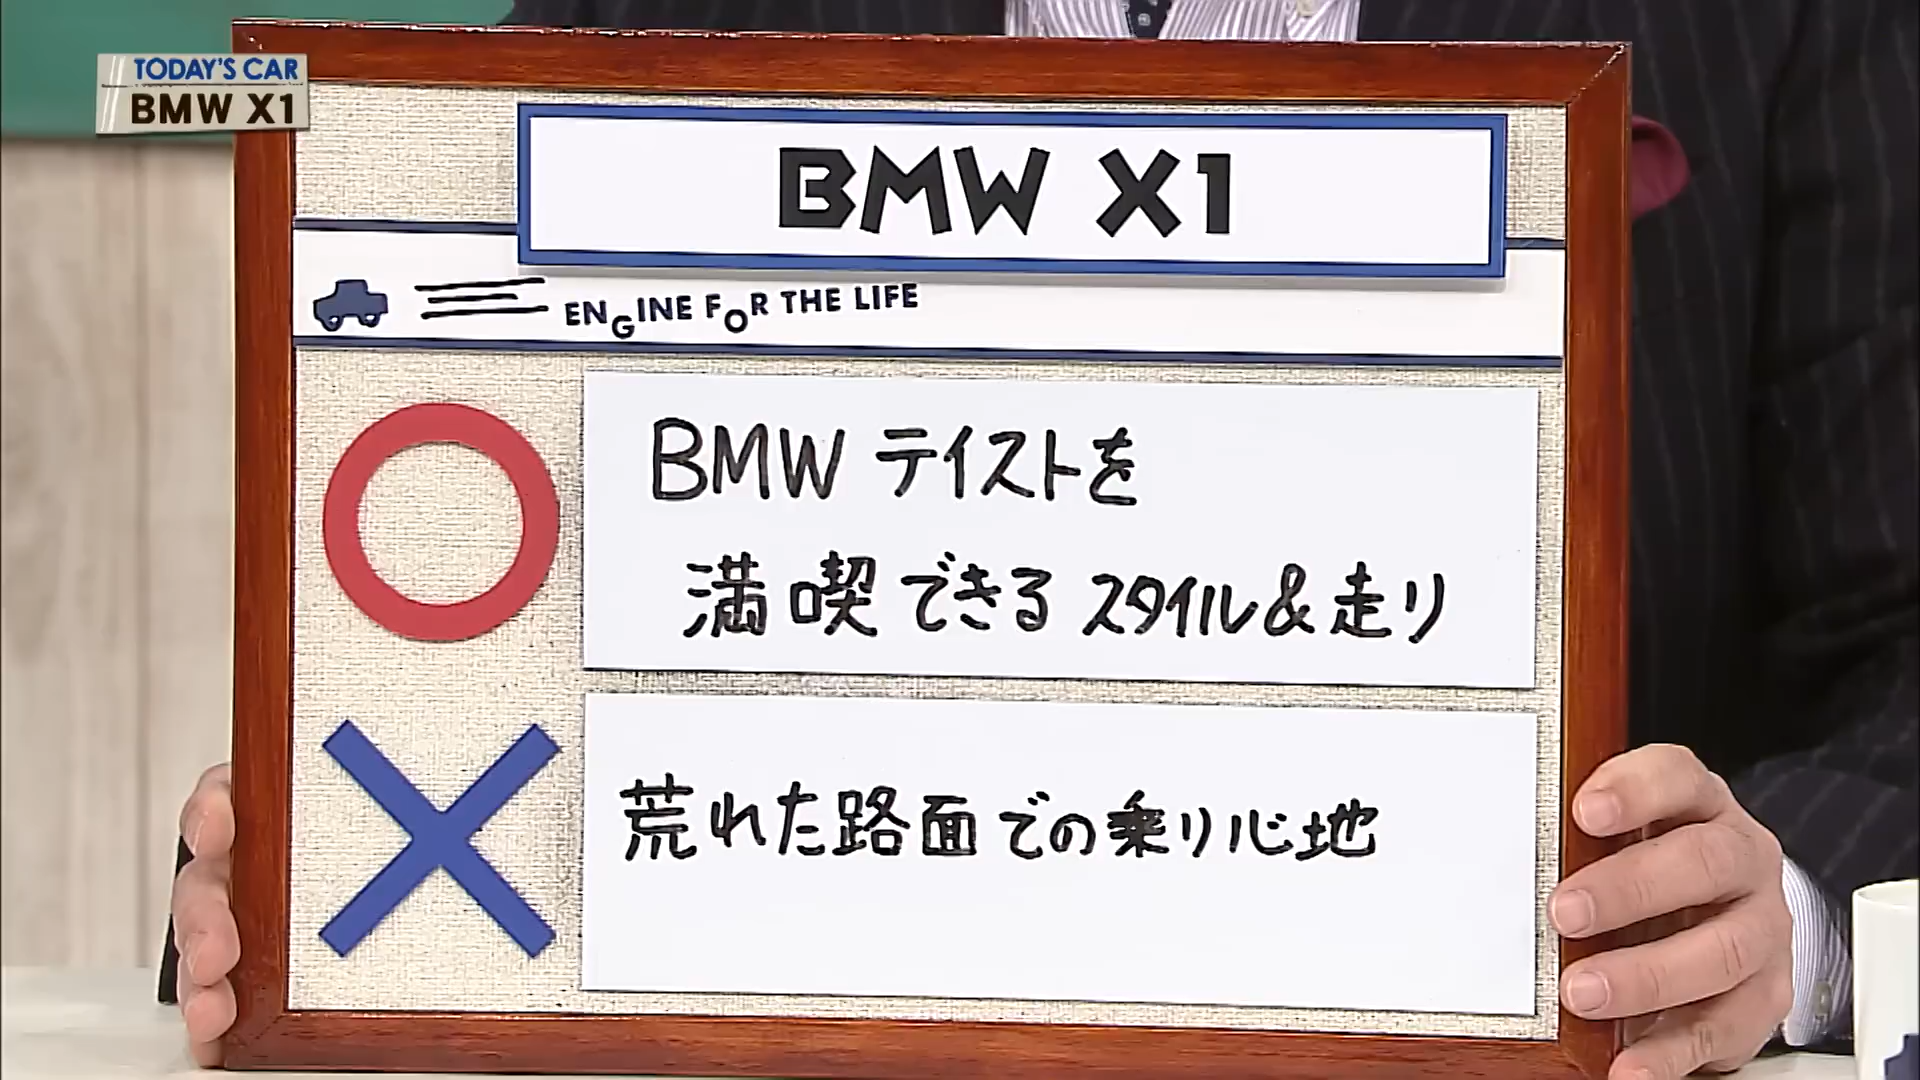 TODAY'S CAR
BMW X1
BMW X1
ENGINE FOR THE LIFE
BMW テイストを
満喫できるスタイル&走り
荒れた路面での乗り心地